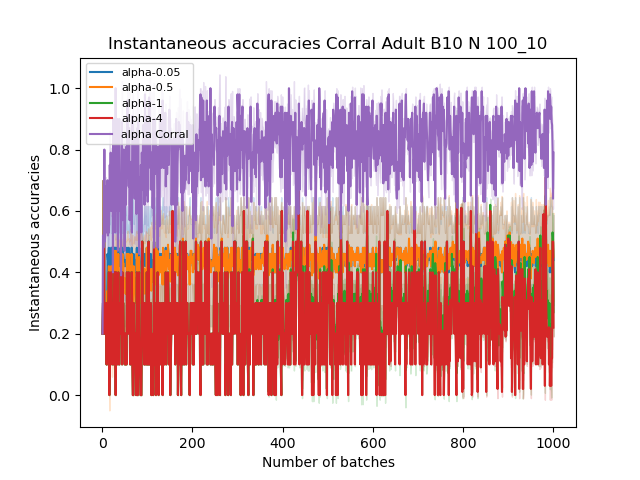 Instantaneous accuracies Corral Adult B10 N 100_10
alpha-0.05
alpha-0.5
alpha-1
alpha-4
alpha Corral
Instantaneous accuracies
1.0
0.8
0.6
0.4
0.2
0.0
0 200 400 600 800 1000
Number of batches